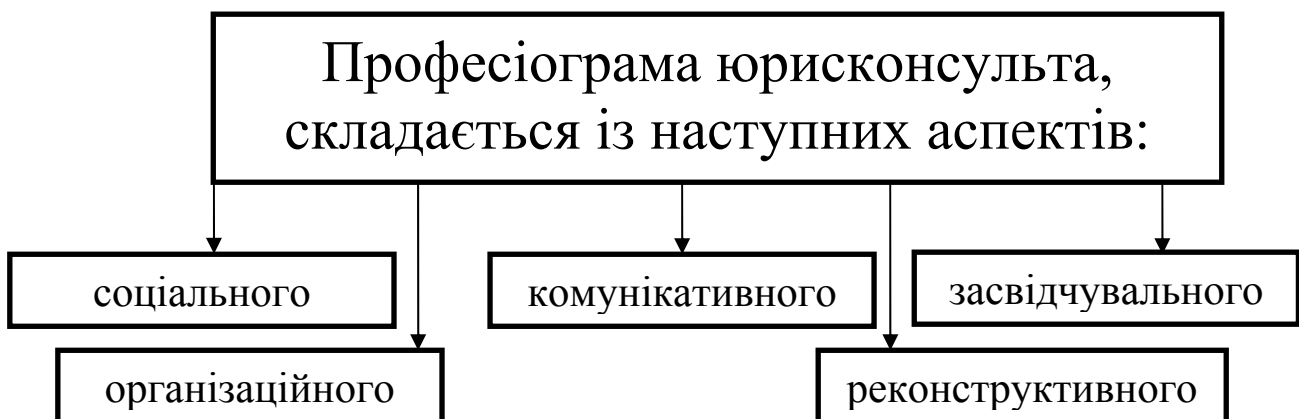 Професіограма юрисконсульта,
складається із наступних аспектів:
соціального
комунікативного
засвідчувального
організаційного
реконструктивного